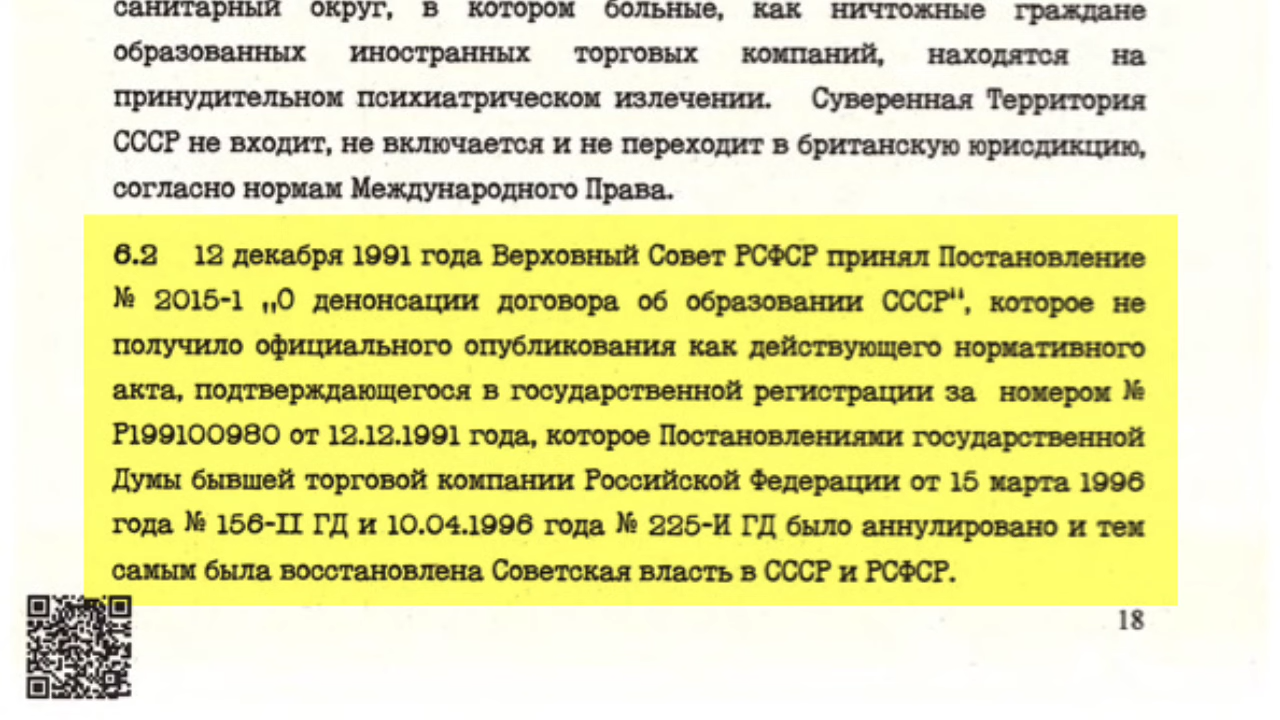 санитарный округ, в котором больные, как ничтожные граждане
образованных иностранных торговых компаний, находятся на
принудительном психиатрическом излечении. Суверенная Территория
СССР не входит, не включается и не переходит в британскую юрисдикцию,
согласно нормам Международного Права.
6.2 12 декабря 1991 года Верховный Совет РСФСР принял Постановление
№ 2015-1 „О денонсации договора об образовании СССР“, которое не
получило официального опубликования как действующего нормативного
акта, подтверждающегося в государственной регистрации за номером №
Р199100980 от 12.12.1991 года, которое Постановлениями государственной
Думы бывшей торговой компании Российской Федерации от 15 марта 1996
года № 156-II ГД и 10.04.1996 года № 225-И ГД было аннулировано и тем
самым была восстановлена Советская власть в СССР и РСФСР.
18